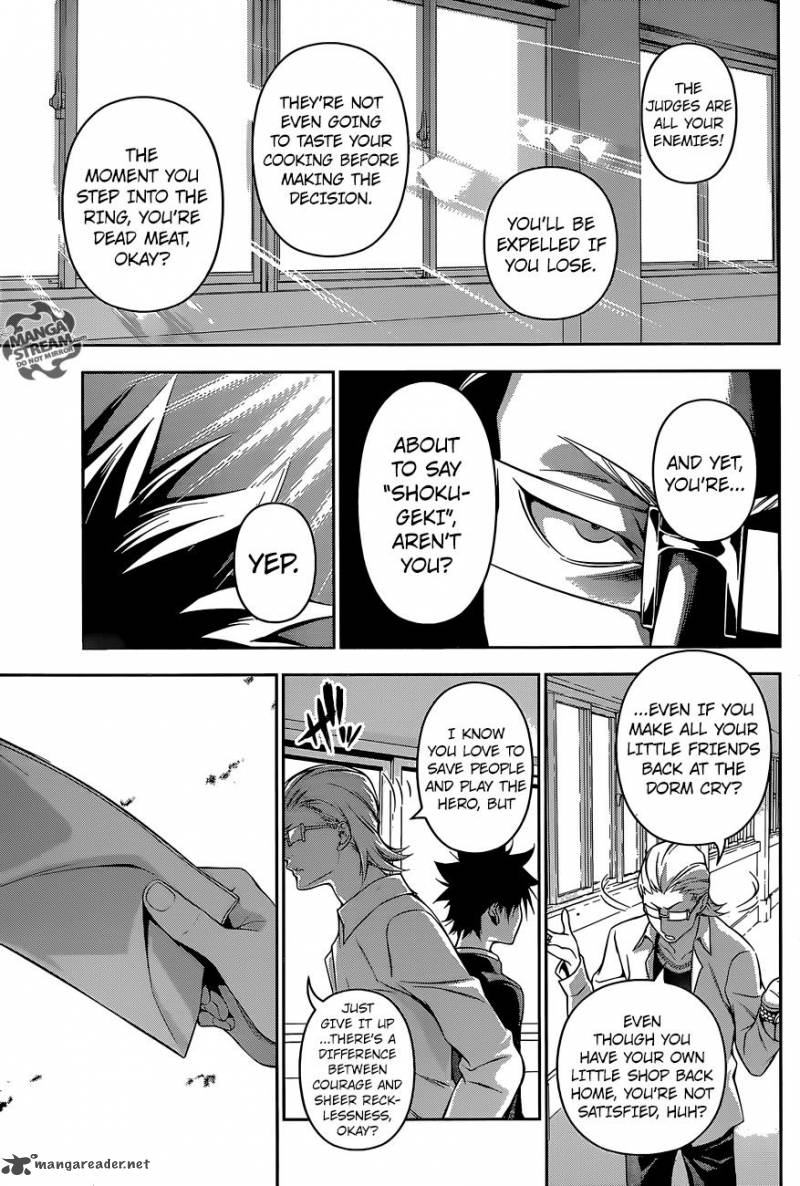 THE
JUDGES ARE
ALL YOUR
ENEMIES!
YOU'LL BE
EXPELLED IF
YOU LOSE.
THEY'RE NOT
EVEN GOING
TO TASTE YOUR
COOKING BEFORE
MAKING THE
DECISION.
THE
MOMENT YOU
STEP INTO THE
RING, YOU'RE
DEAD MEAT,
OKAY?
MANGA
STREAM.com
DO NOT MIRROR
AND YET,
YOU'RE...
ABOUT
TO SAY
"SHOKU-
GEKI",
AREN'T
YOU?
YEP.
...EVEN IF YOU
MAKE ALL YOUR
LITTLE FRIENDS
BACK AT THE
DORM CRY?
EVEN
THOUGH YOU
HAVE YOUR OWN
LITTLE SHOP BACK
HOME, YOU'RE NOT
SATISFIED, HUH?
I KNOW
YOU LOVE TO
SAVE PEOPLE
AND PLAY THE
HERO, BUT
JUST
GIVE IT UP
...THERE'S A
DIFFERENCE
BETWEEN
COURAGE AND
SHEER RECK-
LESSNESS,
OKAY?
mangareader.net